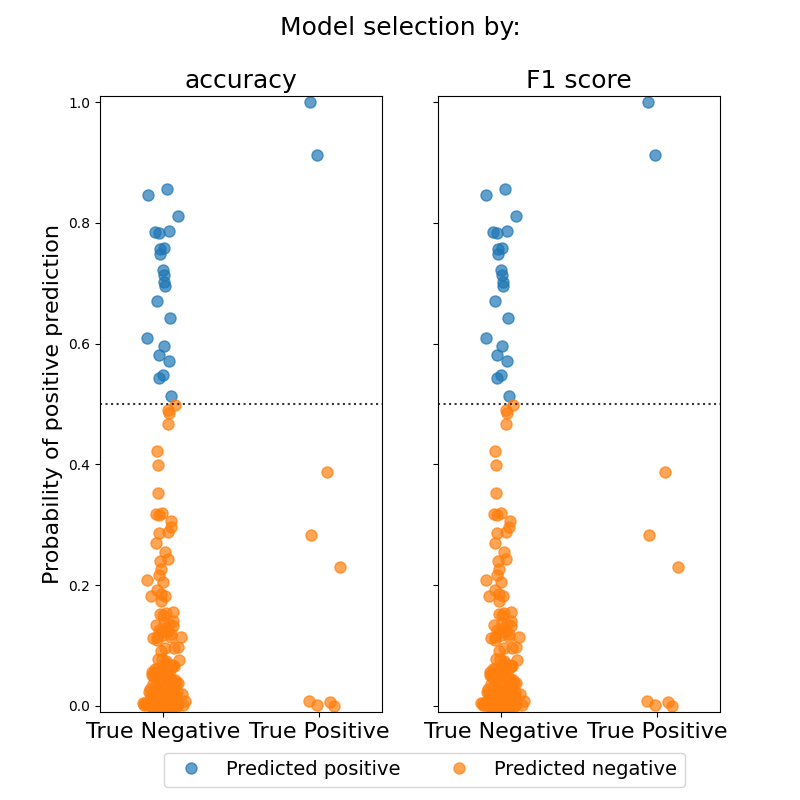 Model selection by:
accuracy
F1 score
Probability of positive prediction
1.0
0.8
0.6
0.4
0.2
0.0
True Negative True Positive
True Negative True Positive
Predicted positive
Predicted negative